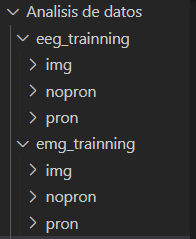 Analisis de datos
eeg_trainning
img
nopron
pron
emg_trainning
img
nopron
pron